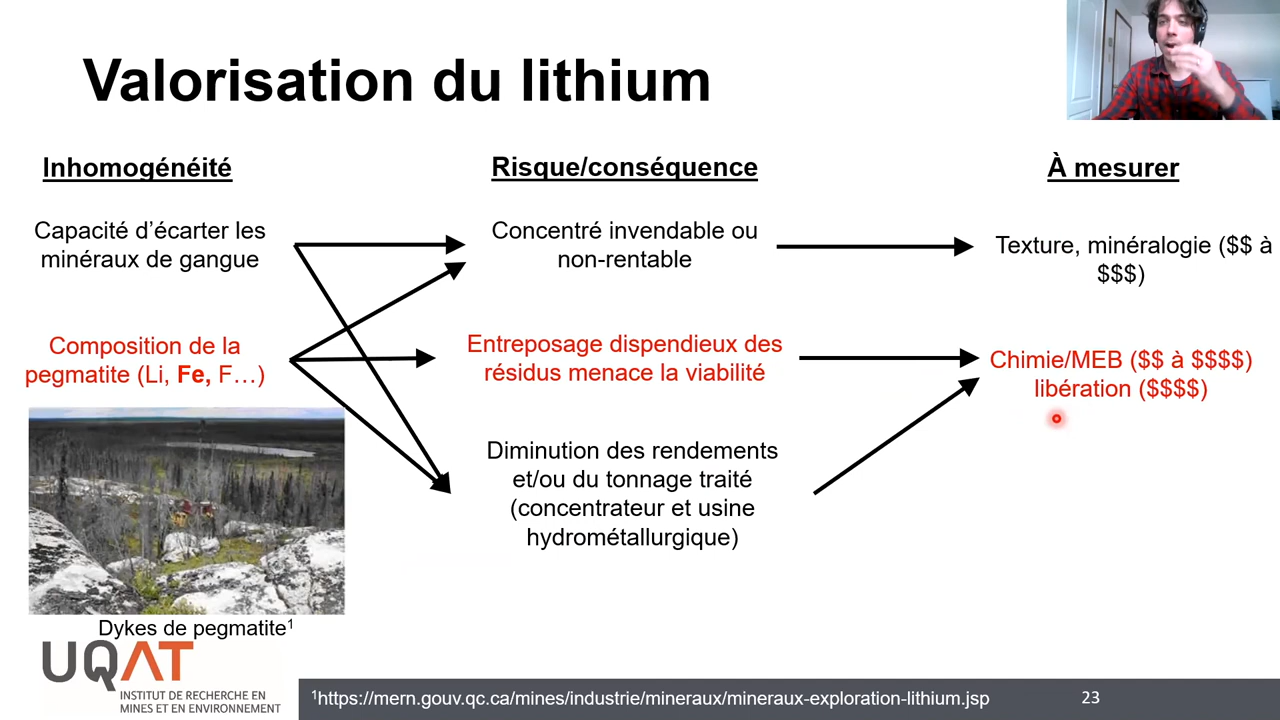 Valorisation du lithium
Inhomogénéité
Risque/conséquence
À mesurer
Capacité d’écarter les
minéraux de gangue
Concentré invendable ou
non-rentable
Texture, minéralogie ($$ à
$$$)
Composition de la
pegmatite (Li, Fe, F…)
Entreposage dispendieux des
résidus menace la viabilité
Chimie/MEB ($$ à $$$$)
libération ($$$$)
Diminution des rendements
et/ou du tonnage traité
(concentrateur et usine
hydrométallurgique)
Dykes de pegmatite¹
UQAT
INSTITUT DE RECHERCHE EN
MINES ET EN ENVIRONNEMENT
¹https://mern.gouv.qc.ca/mines/industrie/mineraux/mineraux-exploration-lithium.jsp
23